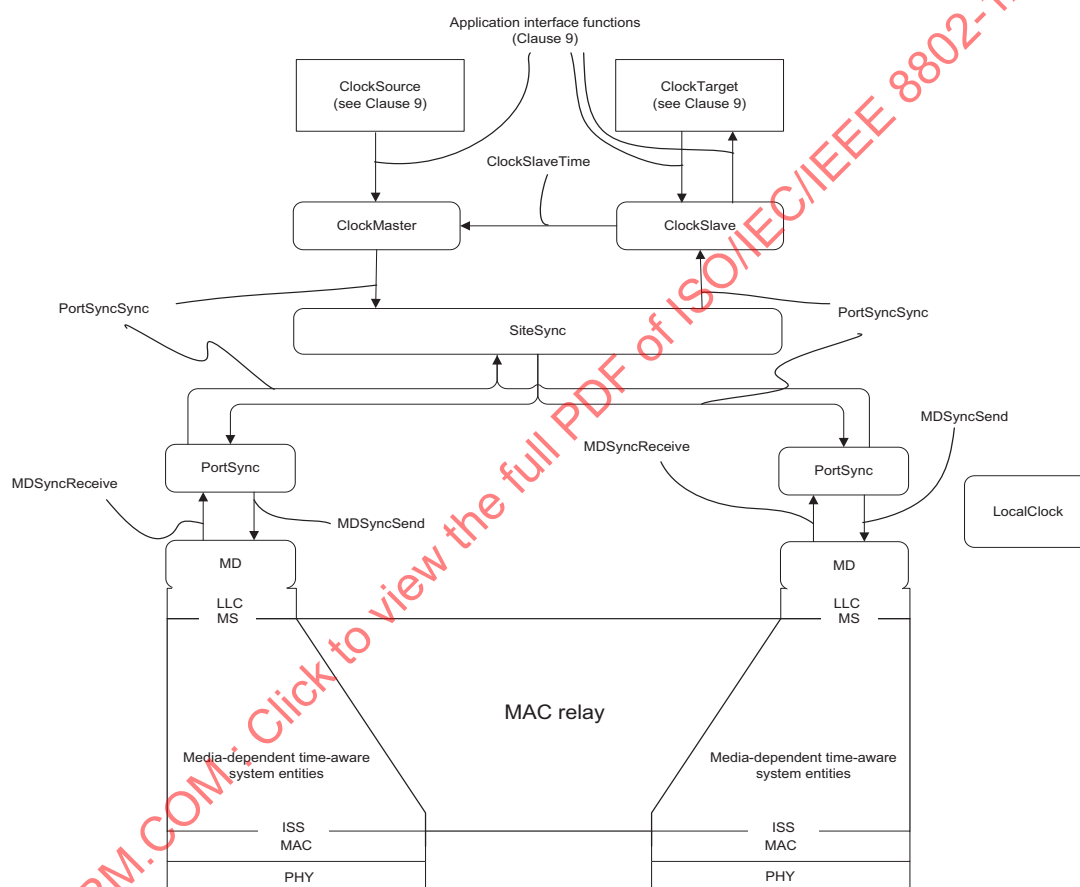 Application interface functions
(Clause 9)
ClockSource
(see Clause 9)
ClockTarget
(see Clause 9)
ClockSlaveTime
ClockMaster
ClockSlave
PortSyncSync
PortSyncSync
SiteSync
MDSyncSend
MDSyncReceive
PortSync
PortSync
MDSyncReceive
MDSyncSend
LocalClock
MD
MD
LLC
MS
LLC
MS
MAC relay
Media-dependent time-aware
system entities
Media-dependent time-aware
system entities
ISS
MAC
ISS
MAC
PHY
PHY
RM.COM: Click to view the full PDF of ISO/IEC/IEEE 8802-1